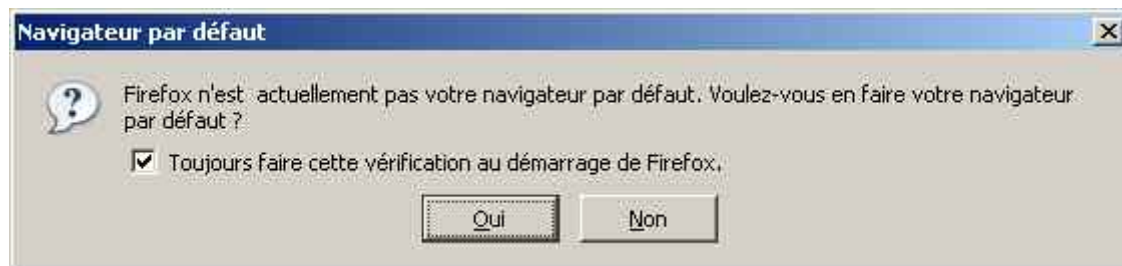 Navigateur par défaut
Firefox n'est  actuellement pas votre navigateur par défaut. Voulez-vous en faire votre navigateur
par défaut ?
Toujours faire cette vérification au démarrage de Firefox.
Oui
Non